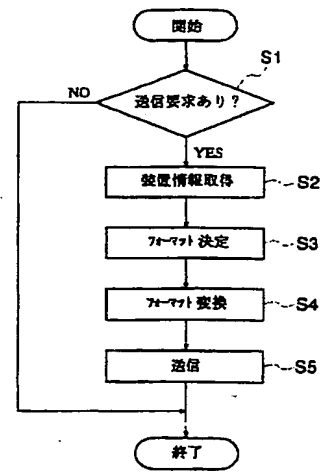 開始
送信要求あり?
S1
NO
YES
装置情報取得
S2
フォーマット 決定
S3
フォーマット 変換
S4
送信
S5
終了